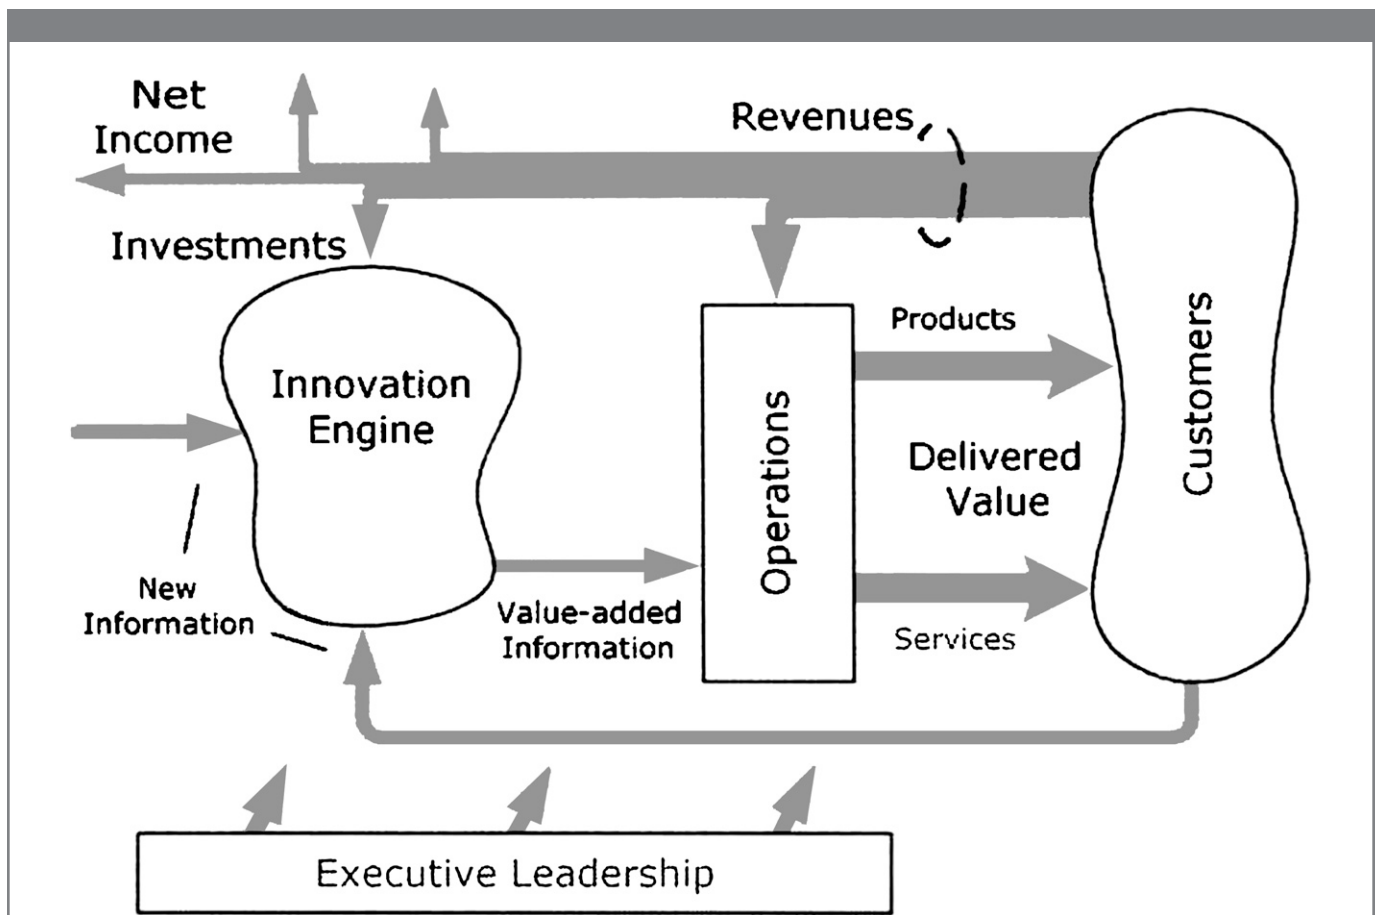 Net
Income
Revenues
Investments
Innovation
Engine
Products
Operations
Delivered
Value
Customers
New
Information
Value-added
Information
Services
Executive Leadership